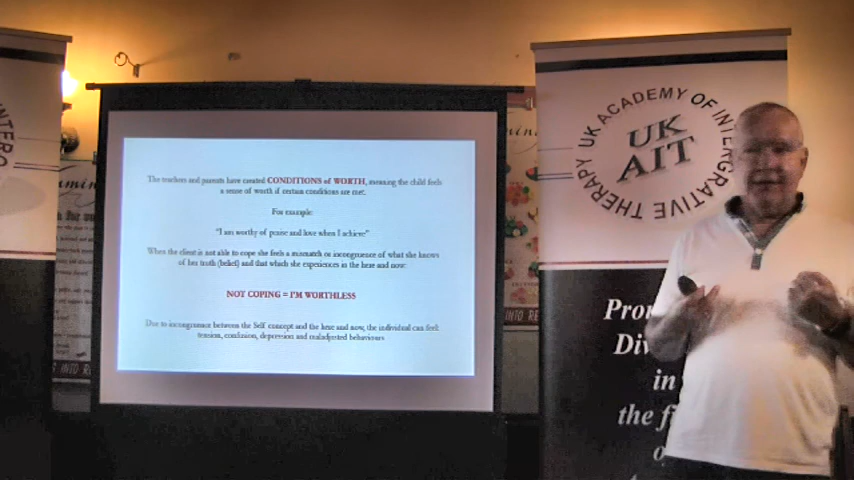 The teachers and parents have created CONDITIONS of WORTH, meaning the child feels
a sense of worth if certain conditions are met.
For example:
"I am worthy of praise and love when I achieve"
When the client is not able to cope she feels a mismatch or incongruence of what she knows
of her truth (belief) and that which she experiences in the here and now:
NOT COPING = I'M WORTHLESS
Due to incongruence between the Self concept and the here and now, the individual can feel:
tension, confusion, depression and maladjusted behaviours
UK ACADEMY OF INTERGRATIVE THERAPY
UK
AIT
Div
in
the f
INTO RE